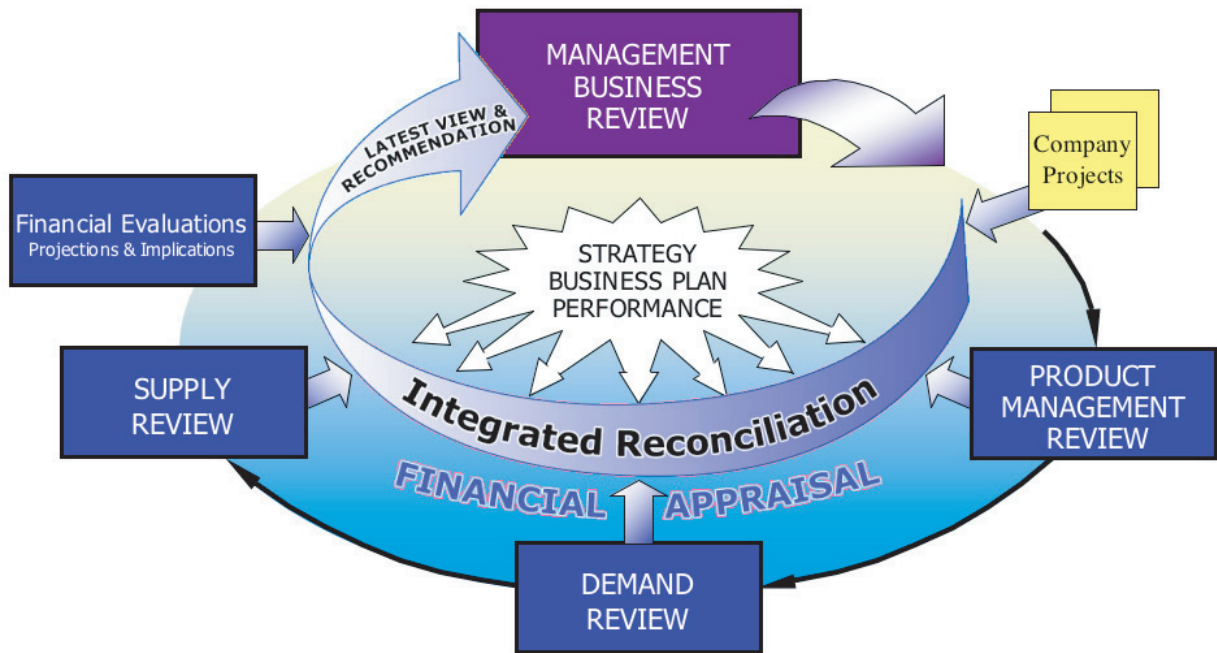 MANAGEMENT
BUSINESS
REVIEW
LATEST VIEW &
RECOMMENDATION
Company
Projects
Financial Evaluations
Projections & Implications
STRATEGY
BUSINESS PLAN
PERFORMANCE
SUPPLY
REVIEW
PRODUCT
MANAGEMENT
REVIEW
Integrated Reconciliation
FINANCIAL APPRAISAL
DEMAND
REVIEW